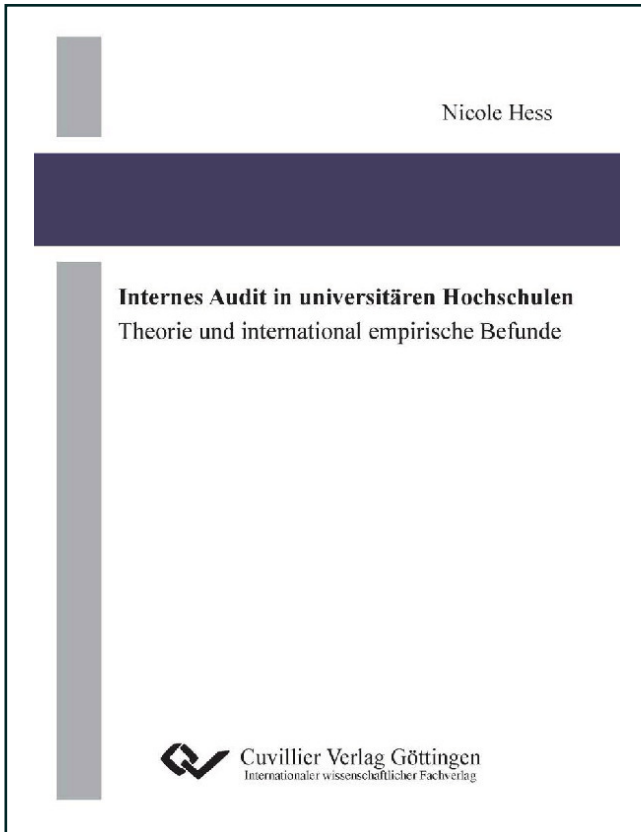 Nicole Hess
Internes Audit in universitären Hochschulen
Theorie und international empirische Befunde
Cuvillier Verlag Göttingen
Internationaler wissenschaftlicher Fachverlag